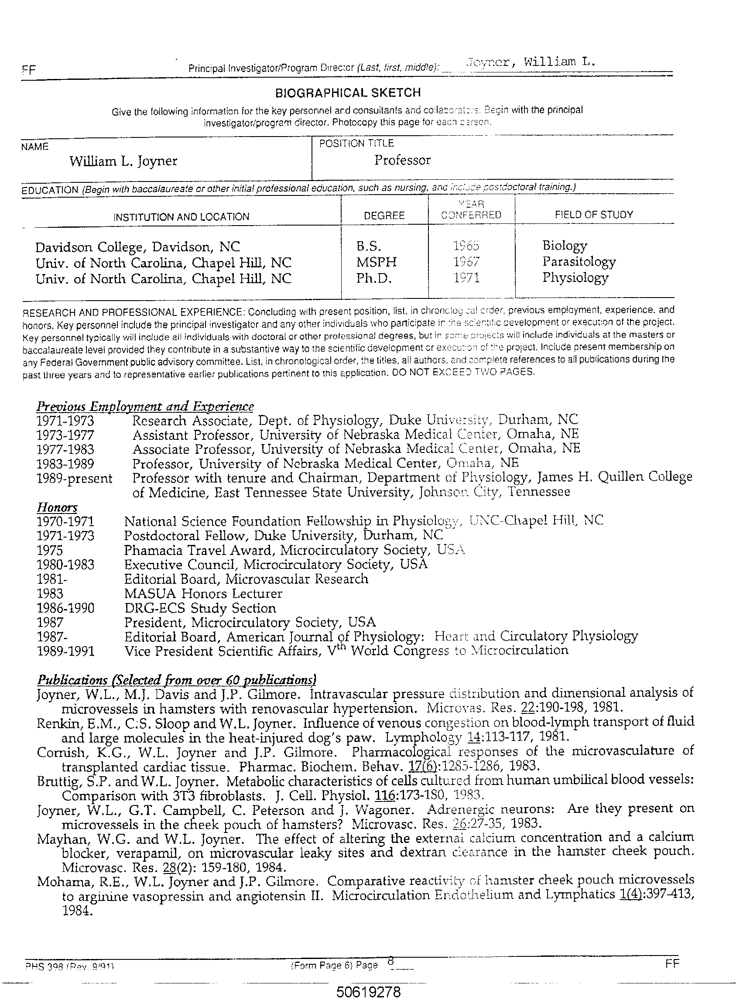 FF
Principal Investigator/Program Director (Last, first, middle): Joyner, William L.
BIOGRAPHICAL SKETCH
Give the following information for the key personnel and consultants and collaborators. Begin with the principal
investigator/program director. Photocopy this page for each person.
NAME
POSITION TITLE
William L. Joyner
Professor
EDUCATION (Begin with baccalaureate or other initial professional education, such as nursing, and include postdoctoral training.)
INSTITUTION AND LOCATION DEGREE YEAR CONFERRED FIELD OF STUDY
Davidson College, Davidson, NC B.S. 1965 Biology
Univ. of North Carolina, Chapel Hill, NC MSPH 1967 Parasitology
Univ. of North Carolina, Chapel Hill, NC Ph.D. 1971 Physiology
RESEARCH AND PROFESSIONAL EXPERIENCE: Concluding with present position, list, in chronological order, previous employment, experience, and
honors. Key personnel include the principal investigator and any other individuals who participate in the scientific development or execution of the project.
Key personnel typically will include all individuals with doctoral or other professional degrees, but in some projects will include individuals at the masters or
baccalaureate level provided they contribute in a substantive way to the scientific development or execution of the project. Include present membership on
any Federal Government public advisory committee. List, in chronological order, the titles, all authors, and complete references to all publications during the
past three years and to representative earlier publications pertinent to this application. DO NOT EXCEED TWO PAGES.
Previous Employment and Experience
1971-1973 Research Associate, Dept. of Physiology, Duke University, Durham, NC
1973-1977 Assistant Professor, University of Nebraska Medical Center, Omaha, NE
1977-1983 Associate Professor, University of Nebraska Medical Center, Omaha, NE
1983-1989 Professor, University of Nebraska Medical Center, Omaha, NE
1989-present Professor with tenure and Chairman, Department of Physiology, James H. Quillen College
of Medicine, East Tennessee State University, Johnson City, Tennessee
Honors
1970-1971 National Science Foundation Fellowship in Physiology, UNC-Chapel Hill, NC
1971-1973 Postdoctoral Fellow, Duke University, Durham, NC
1975 Phamacia Travel Award, Microcirculatory Society, USA
1980-1983 Executive Council, Microcirculatory Society, USA
1981- Editorial Board, Microvascular Research
1983 MASUA Honors Lecturer
1986-1990 DRG-ECS Study Section
1987 President, Microcirculatory Society, USA
1987- Editorial Board, American Journal of Physiology: Heart and Circulatory Physiology
1989-1991 Vice President Scientific Affairs, Vth World Congress to Microcirculation
Publications (Selected from over 60 publications)
Joyner, W.L., M.J. Davis and J.P. Gilmore. Intravascular pressure distribution and dimensional analysis of
microvessels in hamsters with renovascular hypertension. Microvas. Res. 22:190-198, 1981.
Renkin, E.M., C.S. Sloop and W.L. Joyner. Influence of venous congestion on blood-lymph transport of fluid
and large molecules in the heat-injured dog's paw. Lymphology 14:113-117, 1981.
Cornish, K.G., W.L. Joyner and J.P. Gilmore. Pharmacological responses of the microvasculature of
transplanted cardiac tissue. Pharmac. Biochem. Behav. 17(6):1285-1286, 1983.
Bruttig, S.P. and W.L. Joyner. Metabolic characteristics of cells cultured from human umbilical blood vessels:
Comparison with 3T3 fibroblasts. J. Cell. Physiol. 116:173-180, 1983.
Joyner, W.L., G.T. Campbell, C. Peterson and J. Wagoner. Adrenergic neurons: Are they present on
microvessels in the cheek pouch of hamsters? Microvasc. Res. 26:27-35, 1983.
Mayhan, W.G. and W.L. Joyner. The effect of altering the external calcium concentration and a calcium
blocker, verapamil, on microvascular leaky sites and dextran clearance in the hamster cheek pouch.
Microvasc. Res. 28(2): 159-180, 1984.
Mohama, R.E., W.L. Joyner and J.P. Gilmore. Comparative reactivity of hamster cheek pouch microvessels
to arginine vasopressin and angiotensin II. Microcirculation Endothelium and Lymphatics 1(4):397-413,
1984.
PHS 398 (Rev. 9/91) (Form Page 6) Page 8 FF
50619278